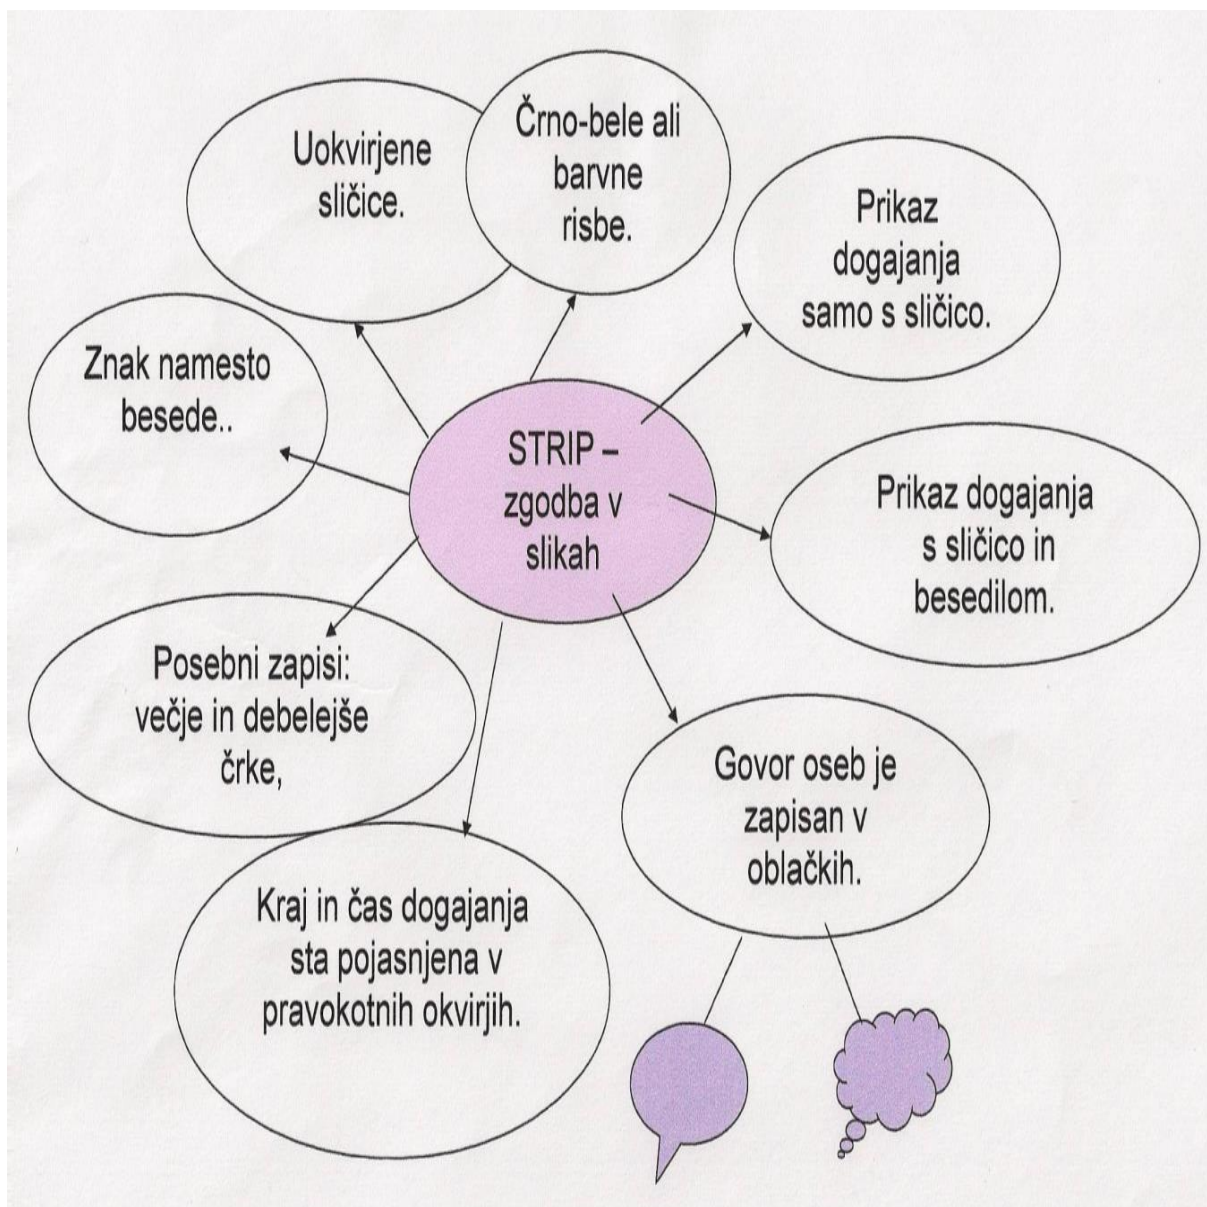 Uokvirjene
sličice.
Črno-bele ali
barvne
risbe.
Prikaz
dogajanja
samo s sličico.
Znak namesto
besede..
STRIP –
zgodba v
slikah
Prikaz dogajanja
s sličico in
besedilom.
Posebni zapisi:
večje in debelejše
črke,
Govor oseb je
zapisan v
oblačkih.
Kraj in čas dogajanja
sta pojasnjena v
pravokotnih okvirjih.